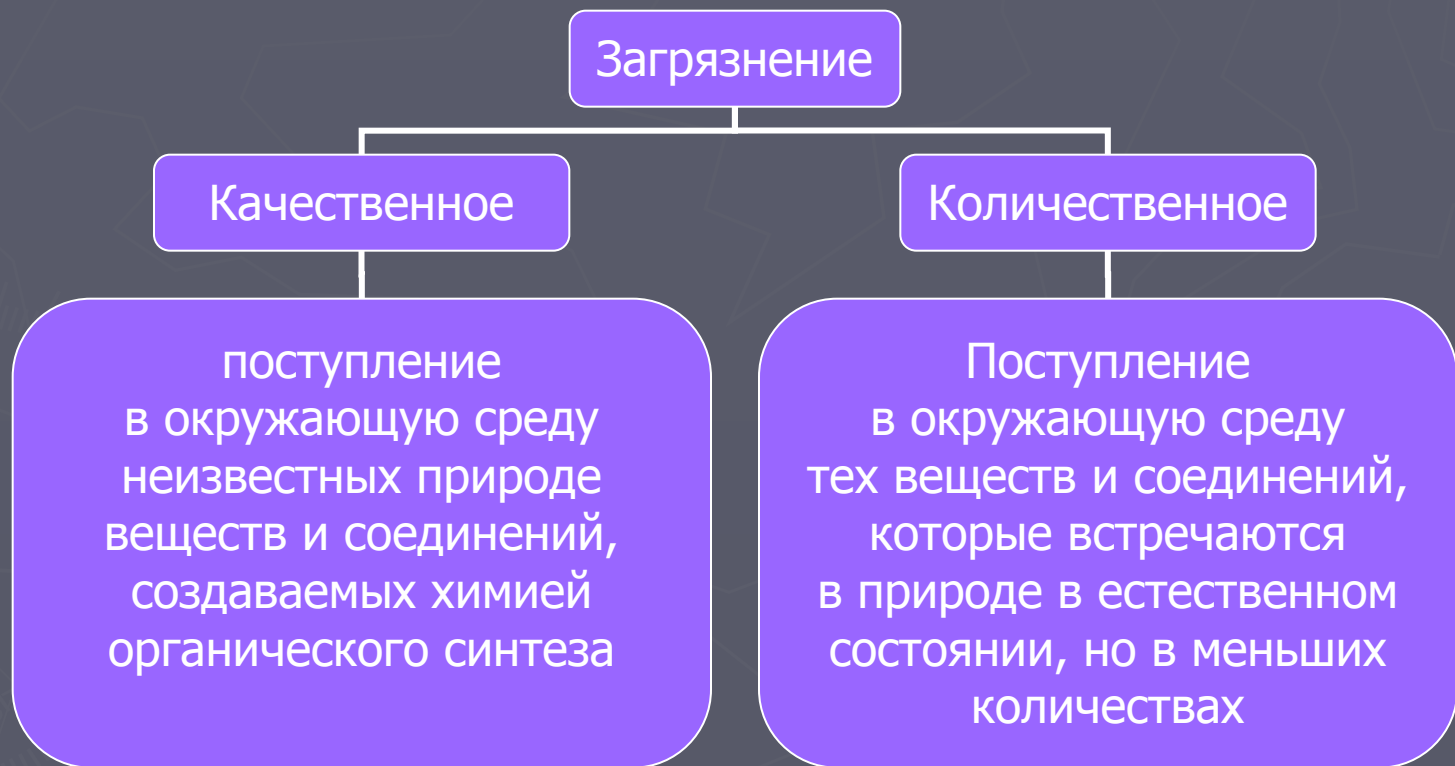 Загрязнение
Качественное
Количественное
поступление
в окружающую среду
неизвестных природе
веществ и соединений,
создаваемых химией
органического синтеза
Поступление
в окружающую среду
тех веществ и соединений,
которые встречаются
в природе в естественном
состоянии, но в меньших
количествах